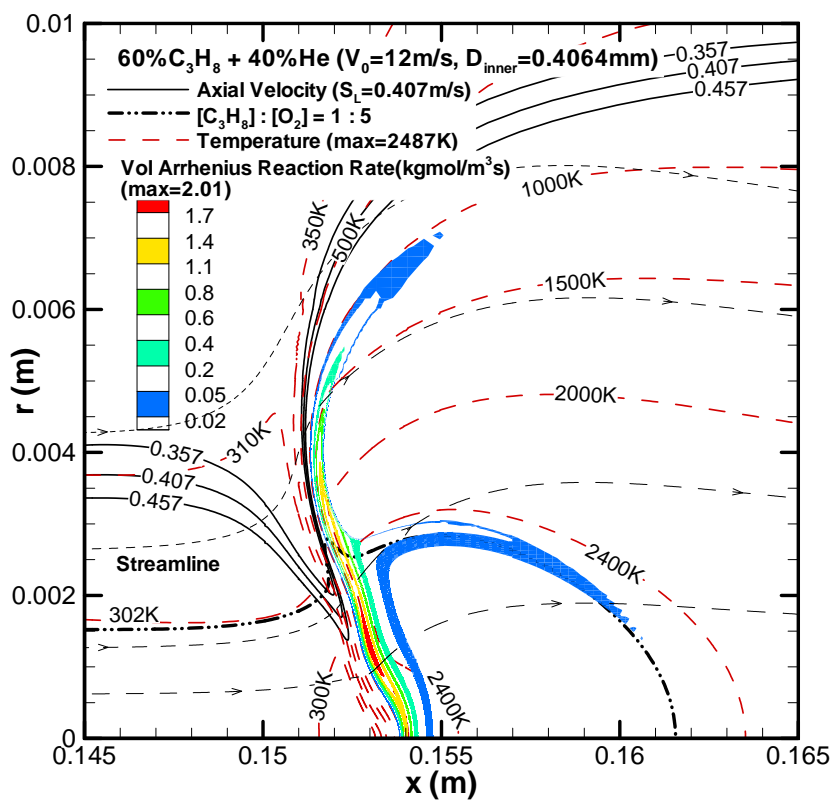 60%C₃H₈ + 40%He (V₀=12m/s, D_inner=0.4064mm)
Axial Velocity (S_L=0.407m/s)
[C₃H₈] : [O₂] = 1 : 5
Temperature (max=2487K)
Vol Arrhenius Reaction Rate(kgmol/m³s)
(max=2.01)
1.7
1.4
1.1
0.8
0.6
0.4
0.2
0.05
0.02
0.357
0.407
0.457
350K
500K
1000K
1500K
2000K
310K
0.357
0.407
0.457
Streamline
302K
300K
2400K
2400K
0.01
0.008
0.006
0.004
0.002
0
r (m)
0.145
0.15
0.155
0.16
0.165
x (m)